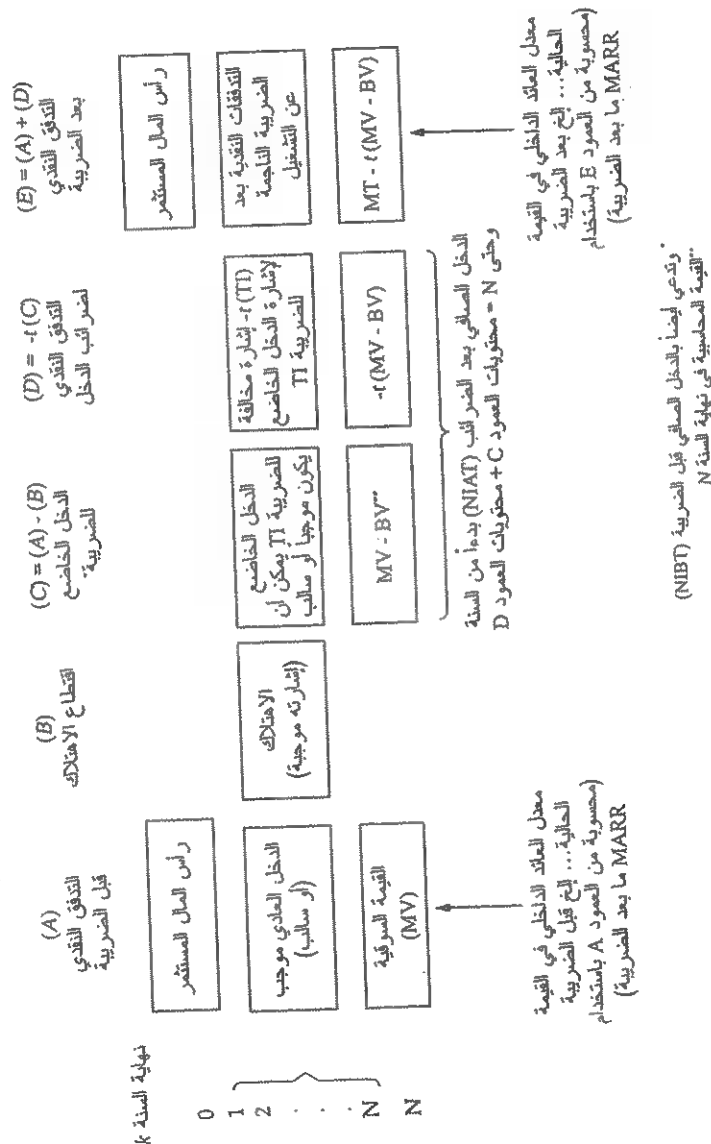 نهاية السنة k
0
1
2
.
.
.
N
N
(A)
التدفق النقدي
قبل الضريبة
رأس المال المستثمر
الدخل العادي موجب
(أو سالب)
القيمة السوقية
(MV)
معدل العائد الداخلي في القيمة
الحالية... إلخ قبل الضريبة
(محسوبة من العمود A باستخدام
MARR ما بعد الضريبة)
(B)
اقتطاع الاهتلاك
الاهتلاك
(إشارته موجبة)
(C) = (A) - (B)
الدخل الخاضع
للضريبة*
الدخل الخاضع
للضريبة TI يمكن أن
يكون موجباً أو سالب
MV - BV**
(D) = -t (C)
التدفق النقدي
لضرائب الدخل
-t (TI) إشارة مخالفة
لإشارة الدخل الخاضع
للضريبة TI
-t (MV - BV)
الدخل الصافي بعد الضرائب (NIAT) بدءاً من السنة
وحتى N = محتويات العمود C + محتويات العمود D
(E) = (A) + (D)
التدفق النقدي
بعد الضريبة
رأس المال المستثمر
التدفقات النقدية بعد
الضريبة الناجمة
عن التشغيل
MT - t (MV - BV)
معدل العائد الداخلي في القيمة
الحالية... إلخ بعد الضريبة
(محسوبة من العمود E باستخدام
MARR ما بعد الضريبة)
* وتدعى أيضاً بالدخل الصافي قبل الضريبة (NIBT)
** القيمة المحاسبية في نهاية السنة N